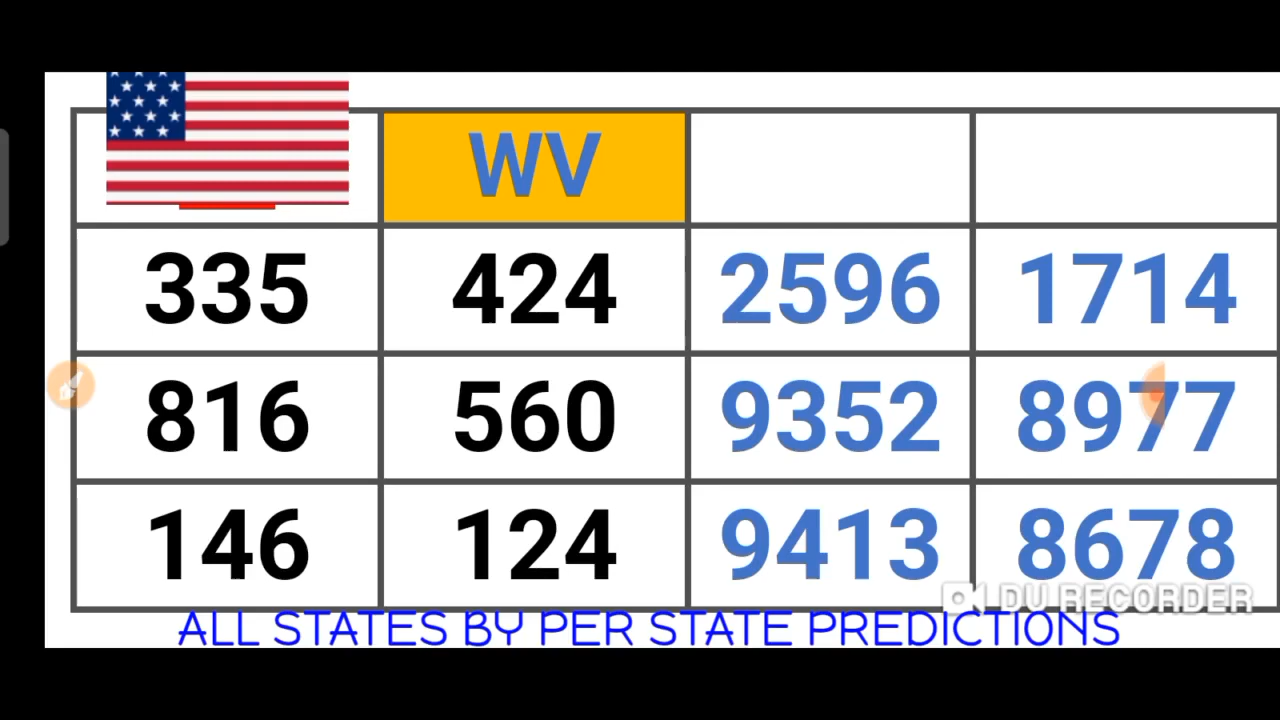 WV
335 424 2596 1714
816 560 9352 8977
146 124 9413 8678
DU RECORDER
ALL STATES BY PER STATE PREDICTIONS